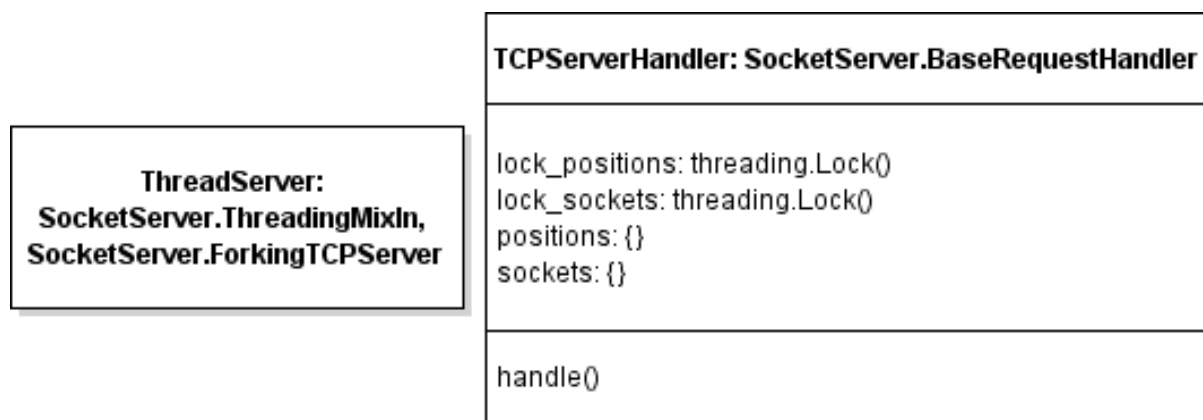 ThreadServer:
SocketServer.ThreadingMixIn,
SocketServer.ForkingTCPServer
TCPServerHandler: SocketServer.BaseRequestHandler
lock_positions: threading.Lock()
lock_sockets: threading.Lock()
positions: {}
sockets: {}
handle()